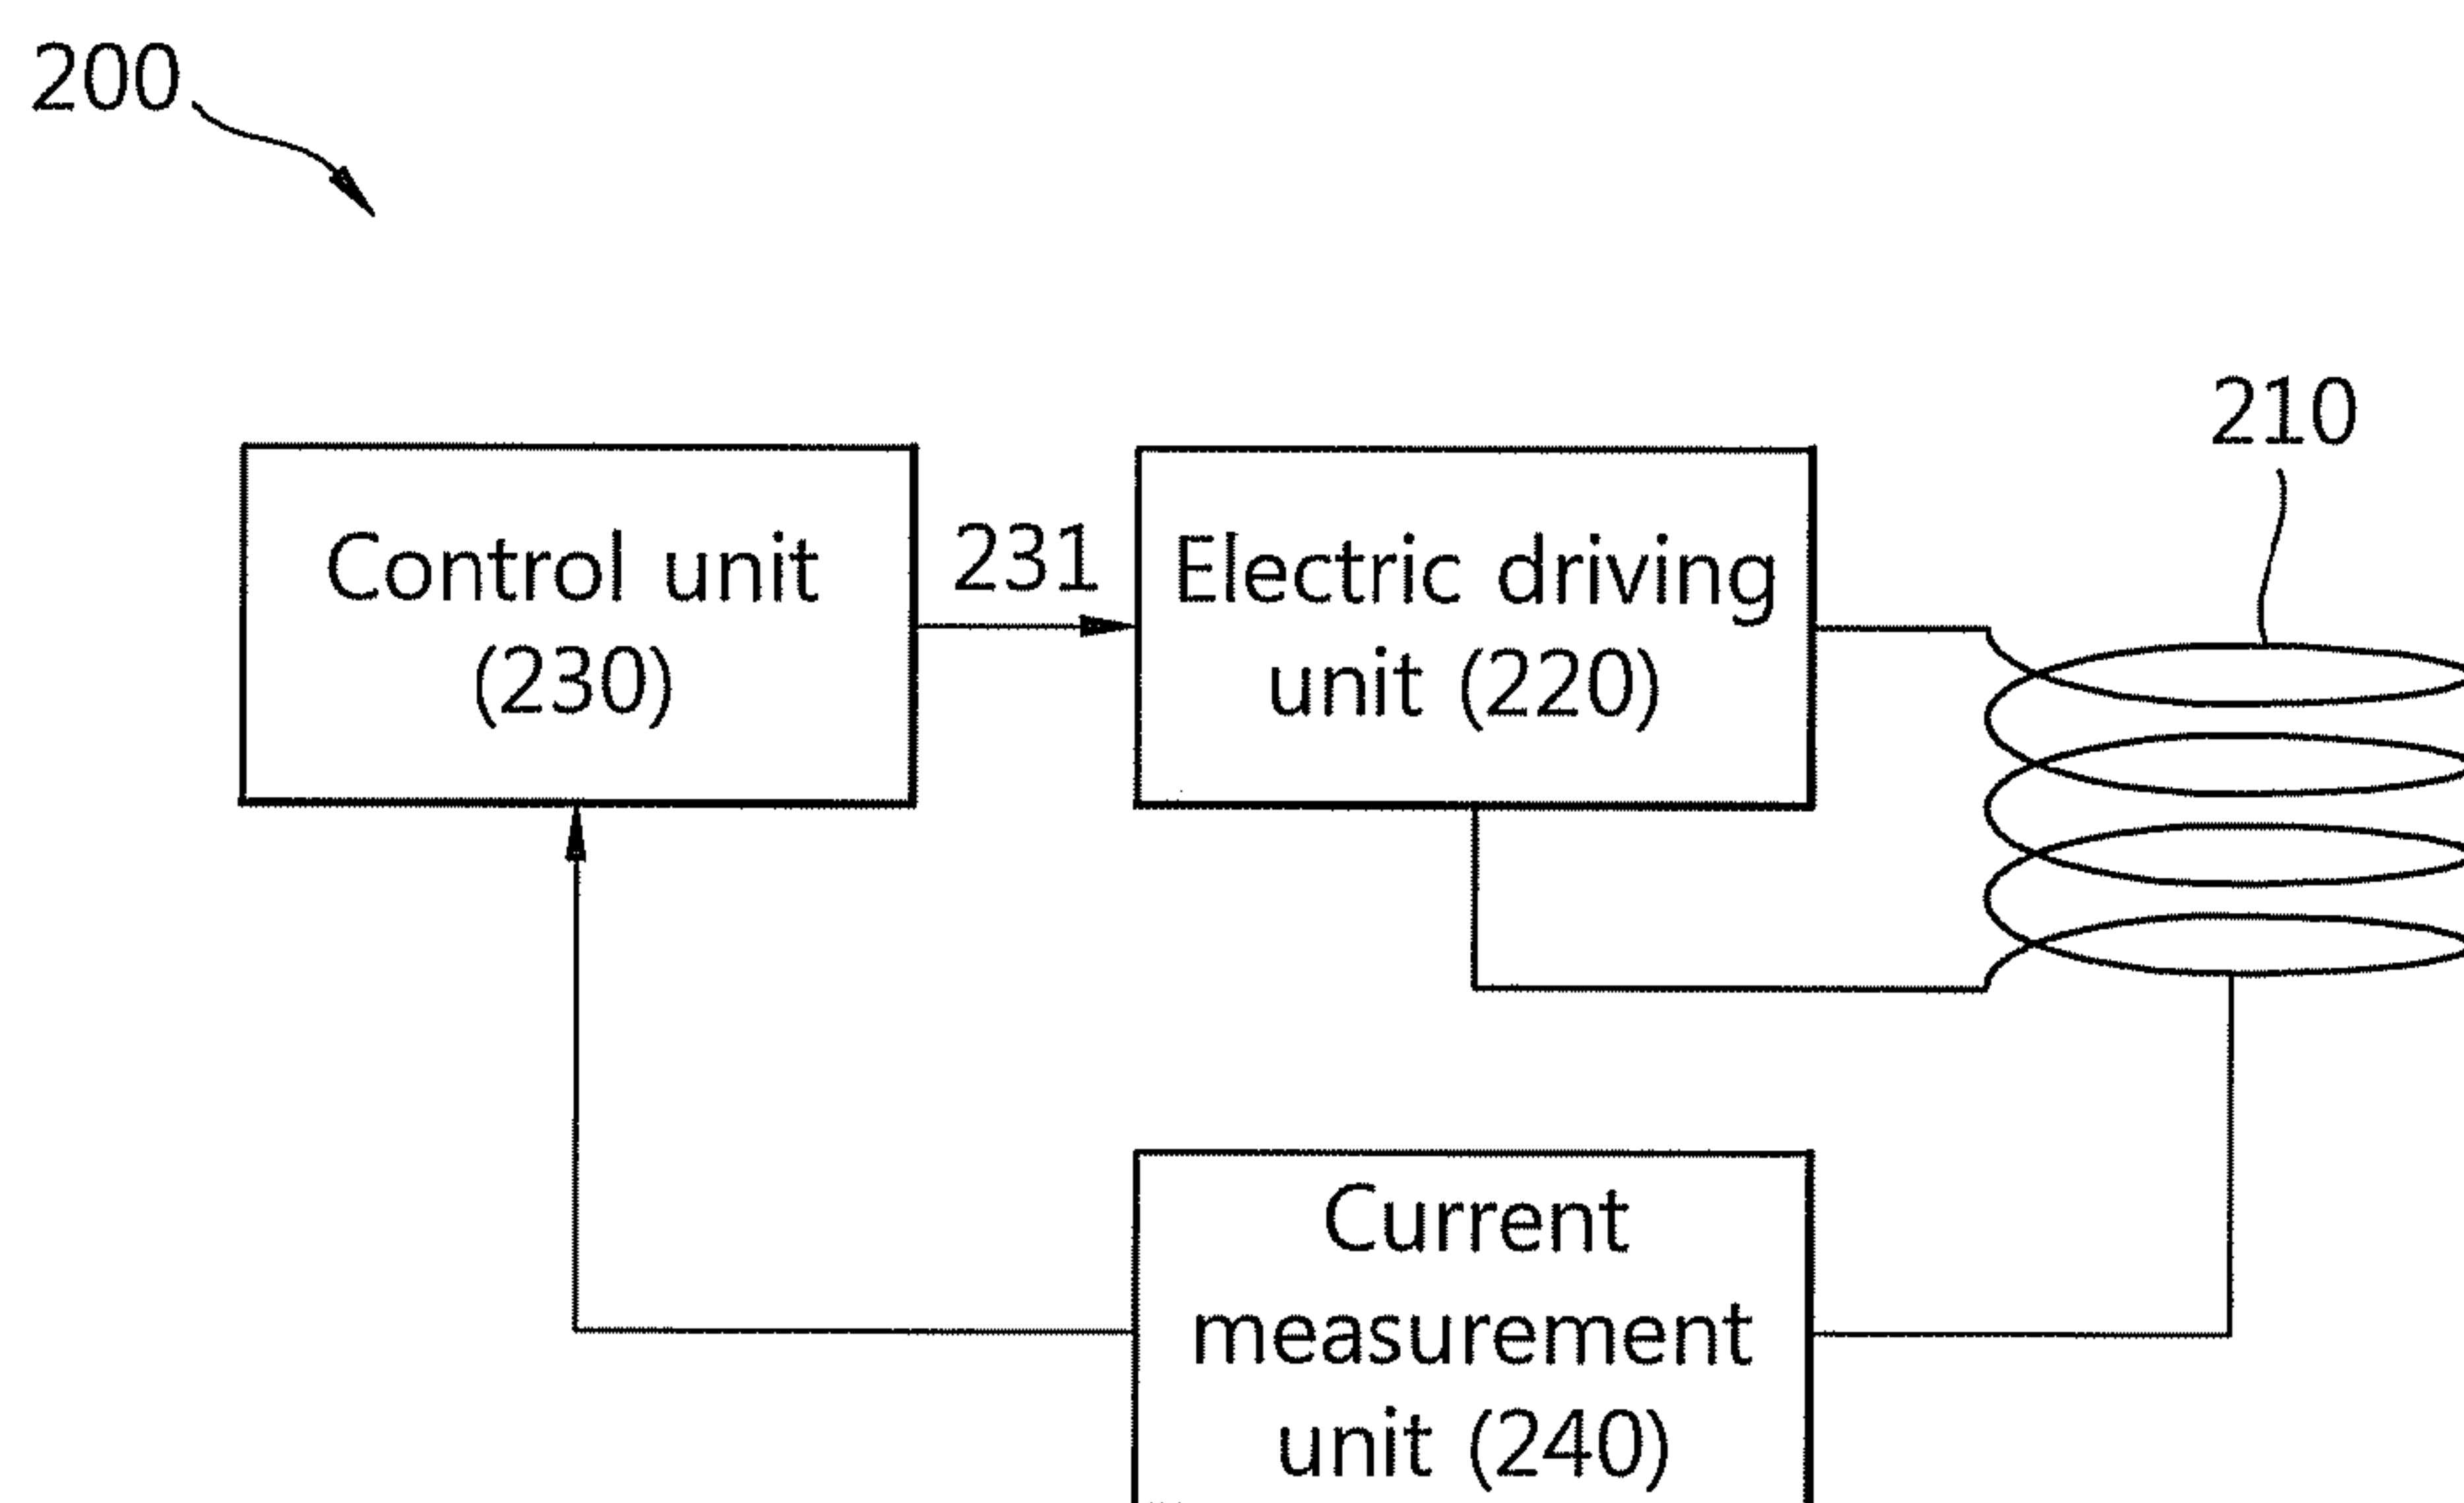 200
210
Control unit
(230)
231
Electric driving
unit (220)
Current
measurement
unit (240)